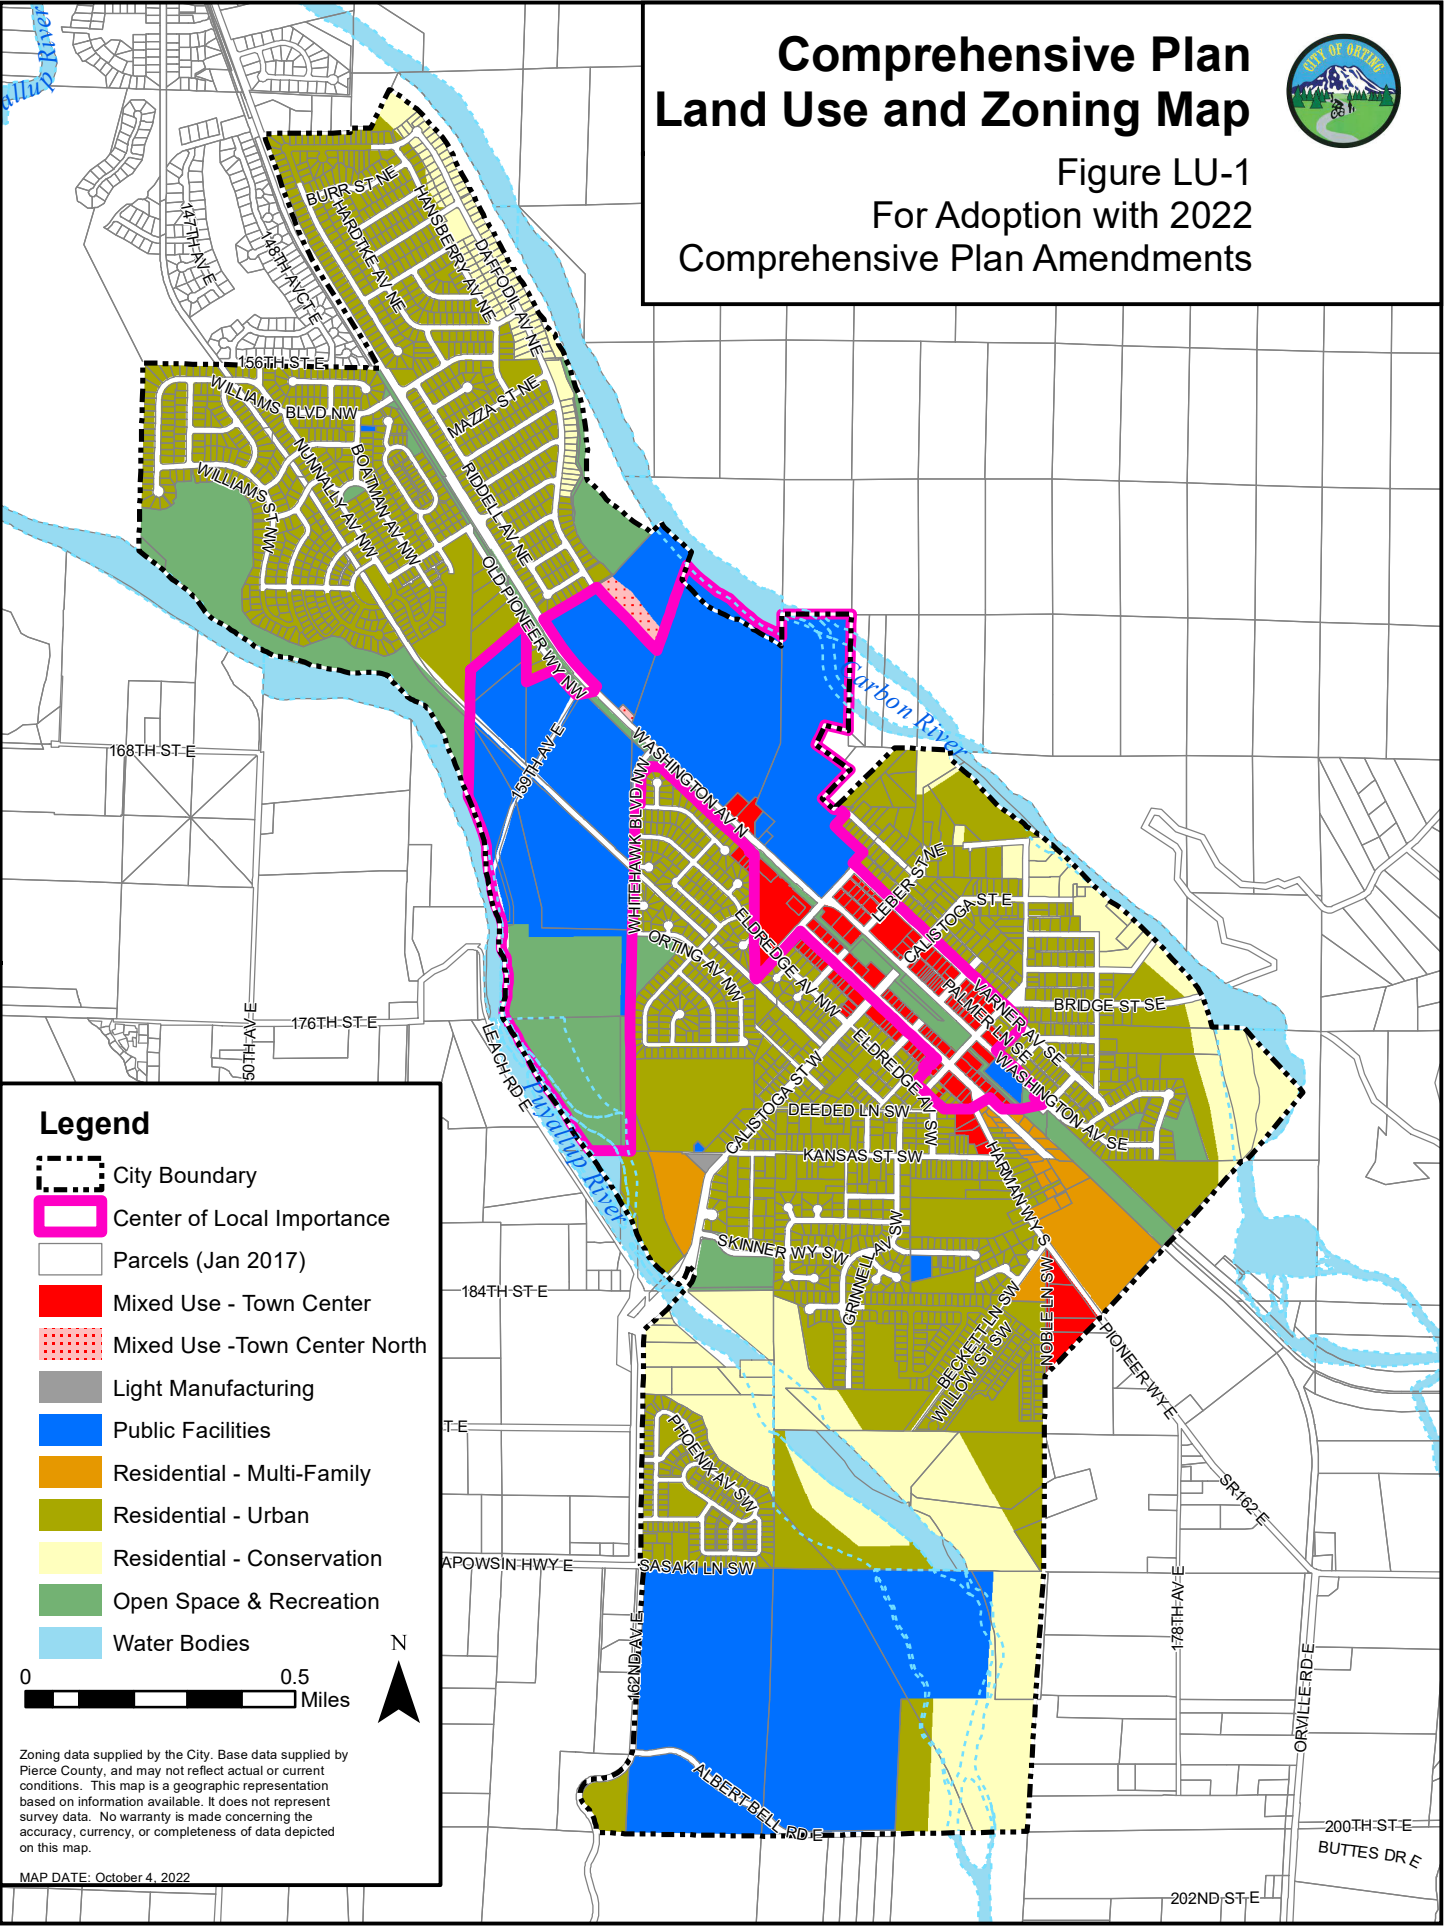 Comprehensive Plan
Land Use and Zoning Map
Figure LU-1
For Adoption with 2022
Comprehensive Plan Amendments
CITY OF ORTING
allup River
147TH AV E
148TH AVCT E
BURR ST NE
HARDTKE AV NE
HANSBERRY AV NE
DAFFODIL AV NE
156TH ST E
WILLIAMS BLVD NW
MAZZA ST NE
NUNNALLY AV NW
BOATMAN AV NW
WILLIAMS ST NW
RIDDELL AV NE
OLD PIONEER WY NW
Carbon River
168TH ST E
159TH AV E
WASHINGTON AV N
WHITEHAWK BLVD NW
LEBER ST NE
CALISTOGA ST E
ELDREDGE AV NW
ORTING AV NW
VARNER AV SE
PALMER LN SE
BRIDGE ST SE
176TH ST E
50TH AV E
LEACH RD E
Puyallup River
ELDREDGE AV SW
CALISTOGA ST W
WASHINGTON AV SE
DEEDED LN SW
KANSAS ST SW
HARMAN WY S
SKINNER WY SW
GRINNELL AV SW
184TH ST E
BECKETT LN SW
WILLOW ST SW
NOBLE LN SW
PIONEER WY E
T E
PHOENIX AV SW
SR162 E
APOWSIN HWY E
SASAKI LN SW
162ND AV E
178TH AV E
ORVILLE RD E
ALBERT BELL RD E
200TH ST E
BUTTES DR E
202ND ST E
Legend
City Boundary
Center of Local Importance
Parcels (Jan 2017)
Mixed Use - Town Center
Mixed Use -Town Center North
Light Manufacturing
Public Facilities
Residential - Multi-Family
Residential - Urban
Residential - Conservation
Open Space & Recreation
Water Bodies
N
0 0.5
Miles
Zoning data supplied by the City. Base data supplied by
Pierce County, and may not reflect actual or current
conditions. This map is a geographic representation
based on information available. It does not represent
survey data. No warranty is made concerning the
accuracy, currency, or completeness of data depicted
on this map.
MAP DATE: October 4, 2022